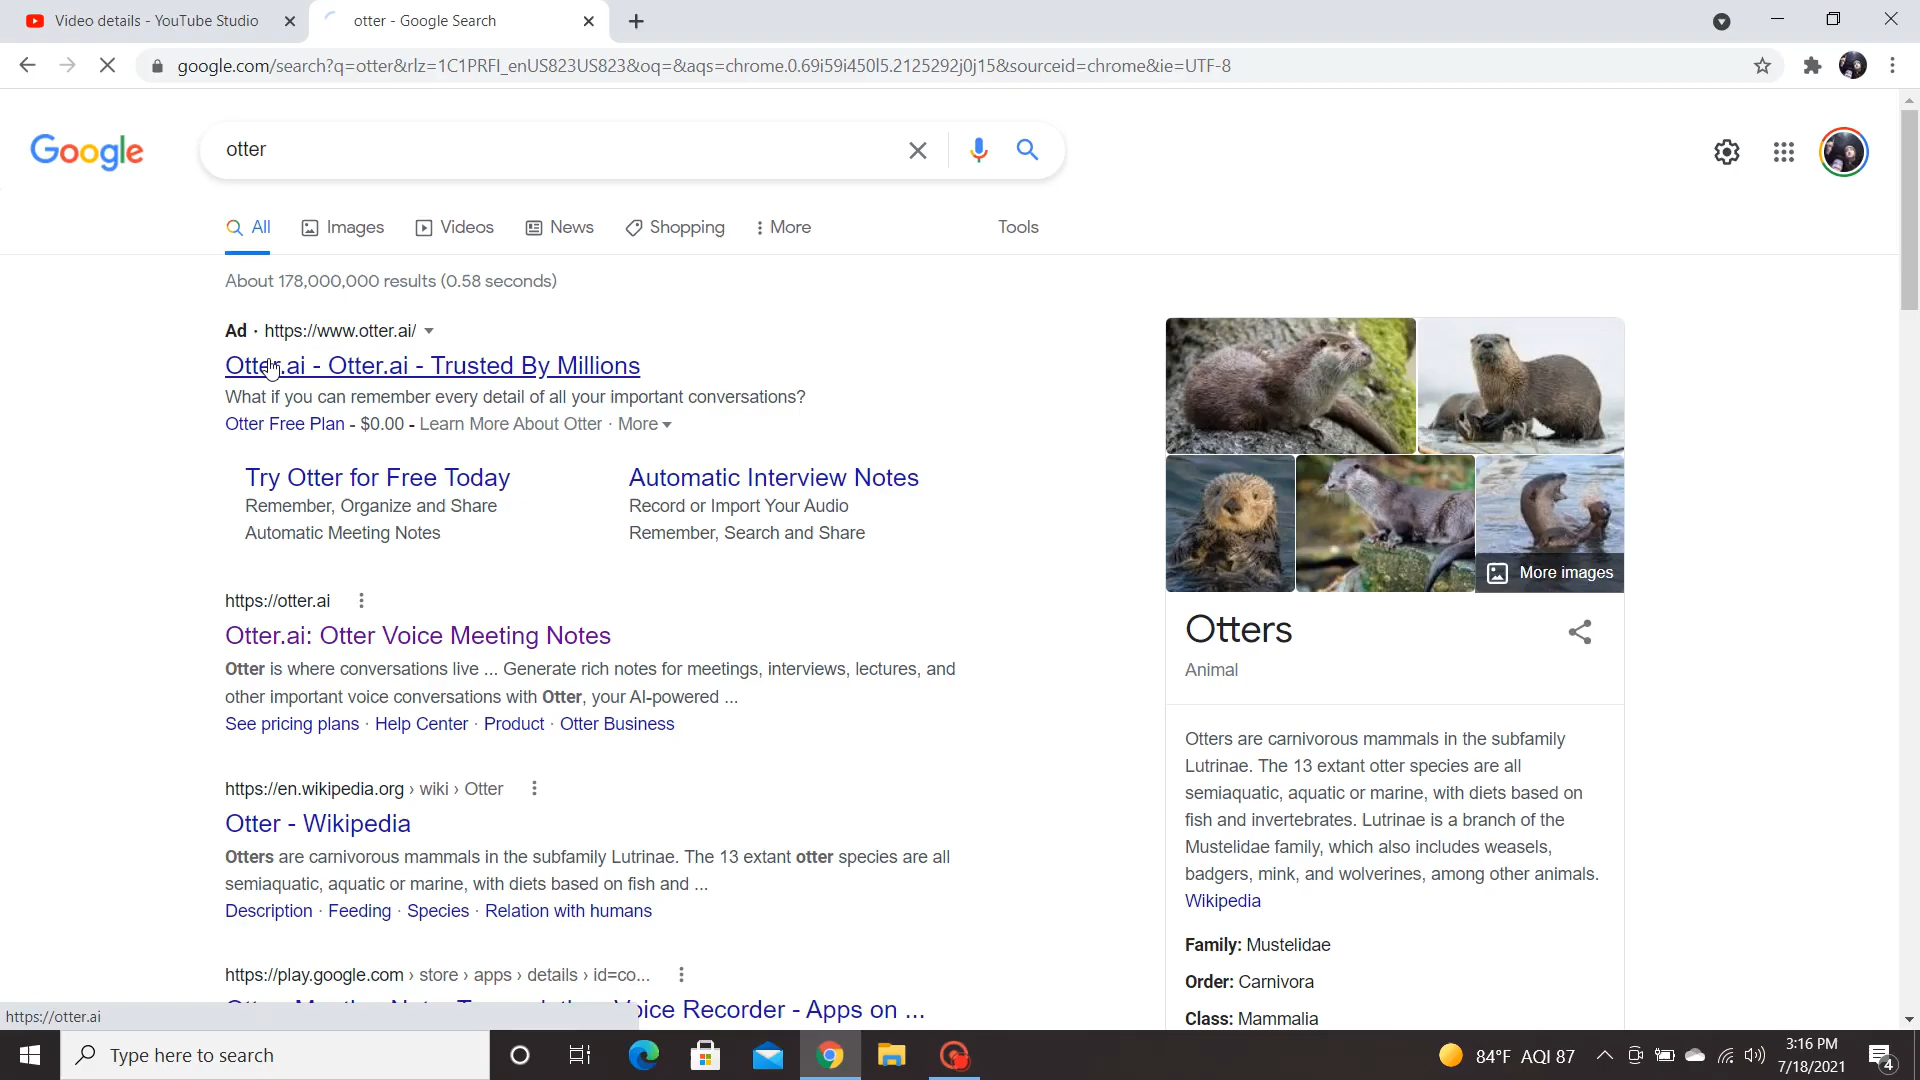 Video details - YouTube Studio
otter - Google Search
google.com/search?q=otter&rlz=1C1PRFI_enUS823US823&oq=&aqs=chrome.0.69i59i450l5.2125292j0j15&sourceid=chrome&ie=UTF-8
Google
otter
All
Images
Videos
News
Shopping
More
Tools
About 178,000,000 results (0.58 seconds)
Ad · https://www.otter.ai/
Otter.ai - Otter.ai - Trusted By Millions
What if you can remember every detail of all your important conversations?
Otter Free Plan - $0.00 - Learn More About Otter · More
Try Otter for Free Today
Remember, Organize and Share
Automatic Meeting Notes
Automatic Interview Notes
Record or Import Your Audio
Remember, Search and Share
https://otter.ai
Otter.ai: Otter Voice Meeting Notes
Otter is where conversations live ... Generate rich notes for meetings, interviews, lectures, and
other important voice conversations with Otter, your AI-powered ...
See pricing plans · Help Center · Product · Otter Business
https://en.wikipedia.org › wiki › Otter
Otter - Wikipedia
Otters are carnivorous mammals in the subfamily Lutrinae. The 13 extant otter species are all
semiaquatic, aquatic or marine, with diets based on fish and ...
Description · Feeding · Species · Relation with humans
https://play.google.com › store › apps › details › id=co...
Recorder - Apps on ...
More images
Otters
Animal
Otters are carnivorous mammals in the subfamily
Lutrinae. The 13 extant otter species are all
semiaquatic, aquatic or marine, with diets based on
fish and invertebrates. Lutrinae is a branch of the
Mustelidae family, which also includes weasels,
badgers, mink, and wolverines, among other animals.
Wikipedia
Family: Mustelidae
Order: Carnivora
Class: Mammalia
https://otter.ai
Type here to search
84°F AQI 87
3:16 PM
7/18/2021
4